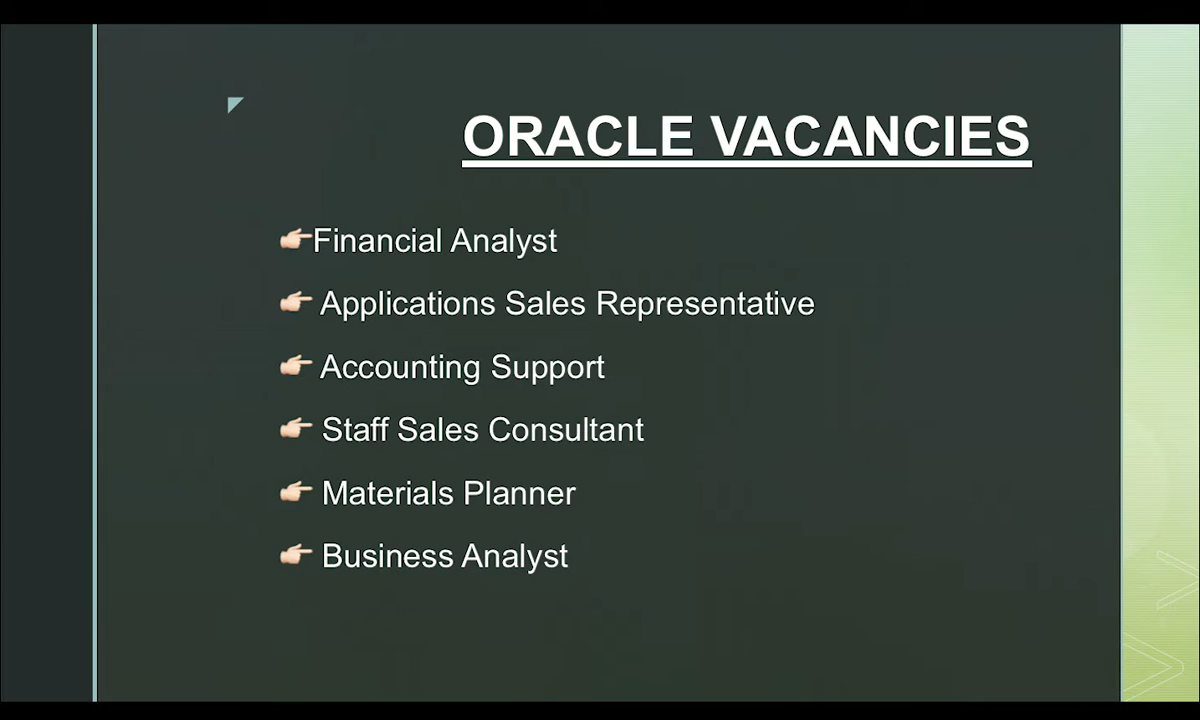 ORACLE VACANCIES
👉🏻Financial Analyst
👉🏻 Applications Sales Representative
👉🏻 Accounting Support
👉🏻 Staff Sales Consultant
👉🏻 Materials Planner
👉🏻 Business Analyst